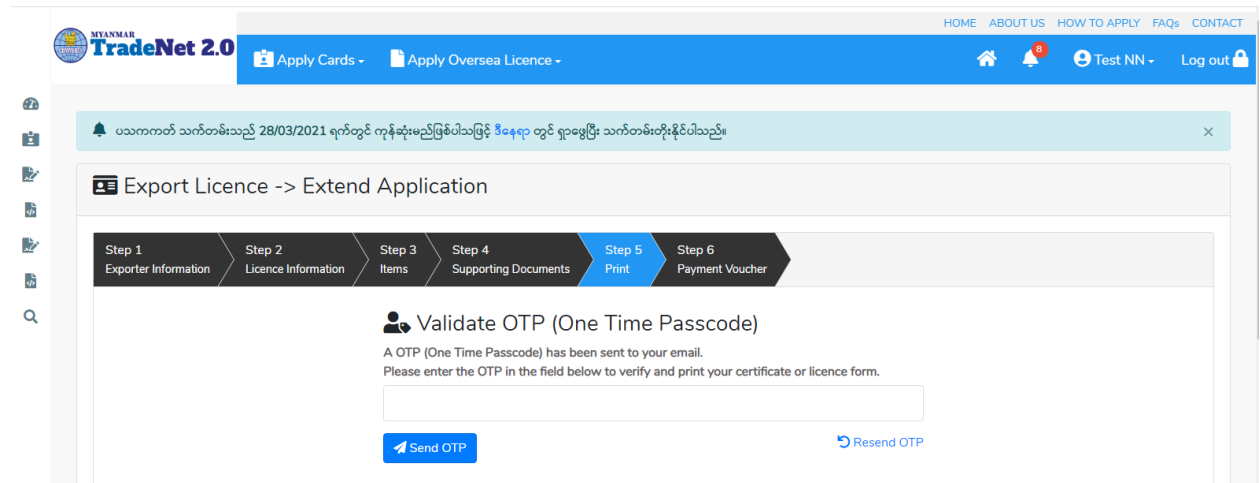 HOME ABOUT US HOW TO APPLY FAQs CONTACT
MYANMAR
TradeNet 2.0
Apply Cards
Apply Oversea Licence
8
Test NN
Log out
ပသကကတ် သက်တမ်းသည် 28/03/2021 ရက်တွင် ကုန်ဆုံးမည်ဖြစ်ပါသဖြင့် ဒီနေရာ တွင် ရှာဖွေပြီး သက်တမ်းတိုးနိုင်ပါသည်။
×
Export Licence -> Extend Application
Step 1 Step 2 Step 3 Step 4 Step 5 Step 6
Exporter Information Licence Information Items Supporting Documents Print Payment Voucher
Validate OTP (One Time Passcode)
A OTP (One Time Passcode) has been sent to your email.
Please enter the OTP in the field below to verify and print your certificate or licence form.
Send OTP
Resend OTP